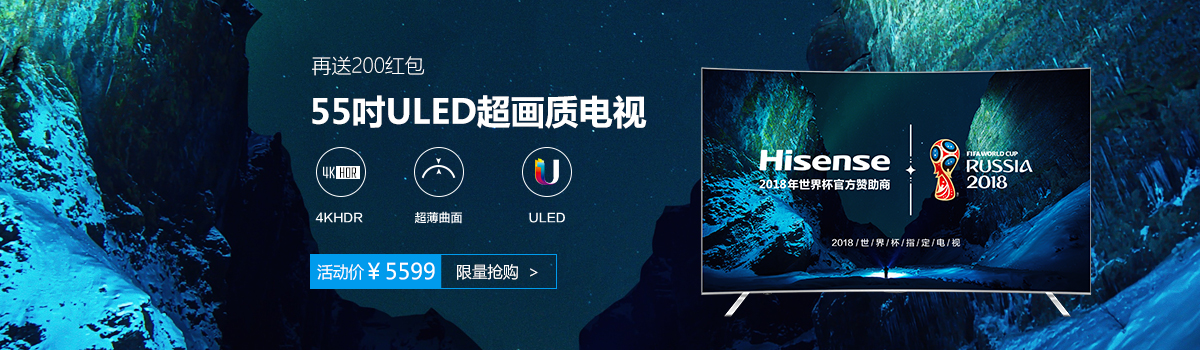 再送200红包
55吋ULED超画质电视
4K HDR
U
4KHDR
超薄曲面
ULED
活动价¥5599
限量抢购 >
Hisense
2018年世界杯官方赞助商
FIFA WORLD CUP
RUSSIA
2018
2018/世/界/杯/指/定/电/视